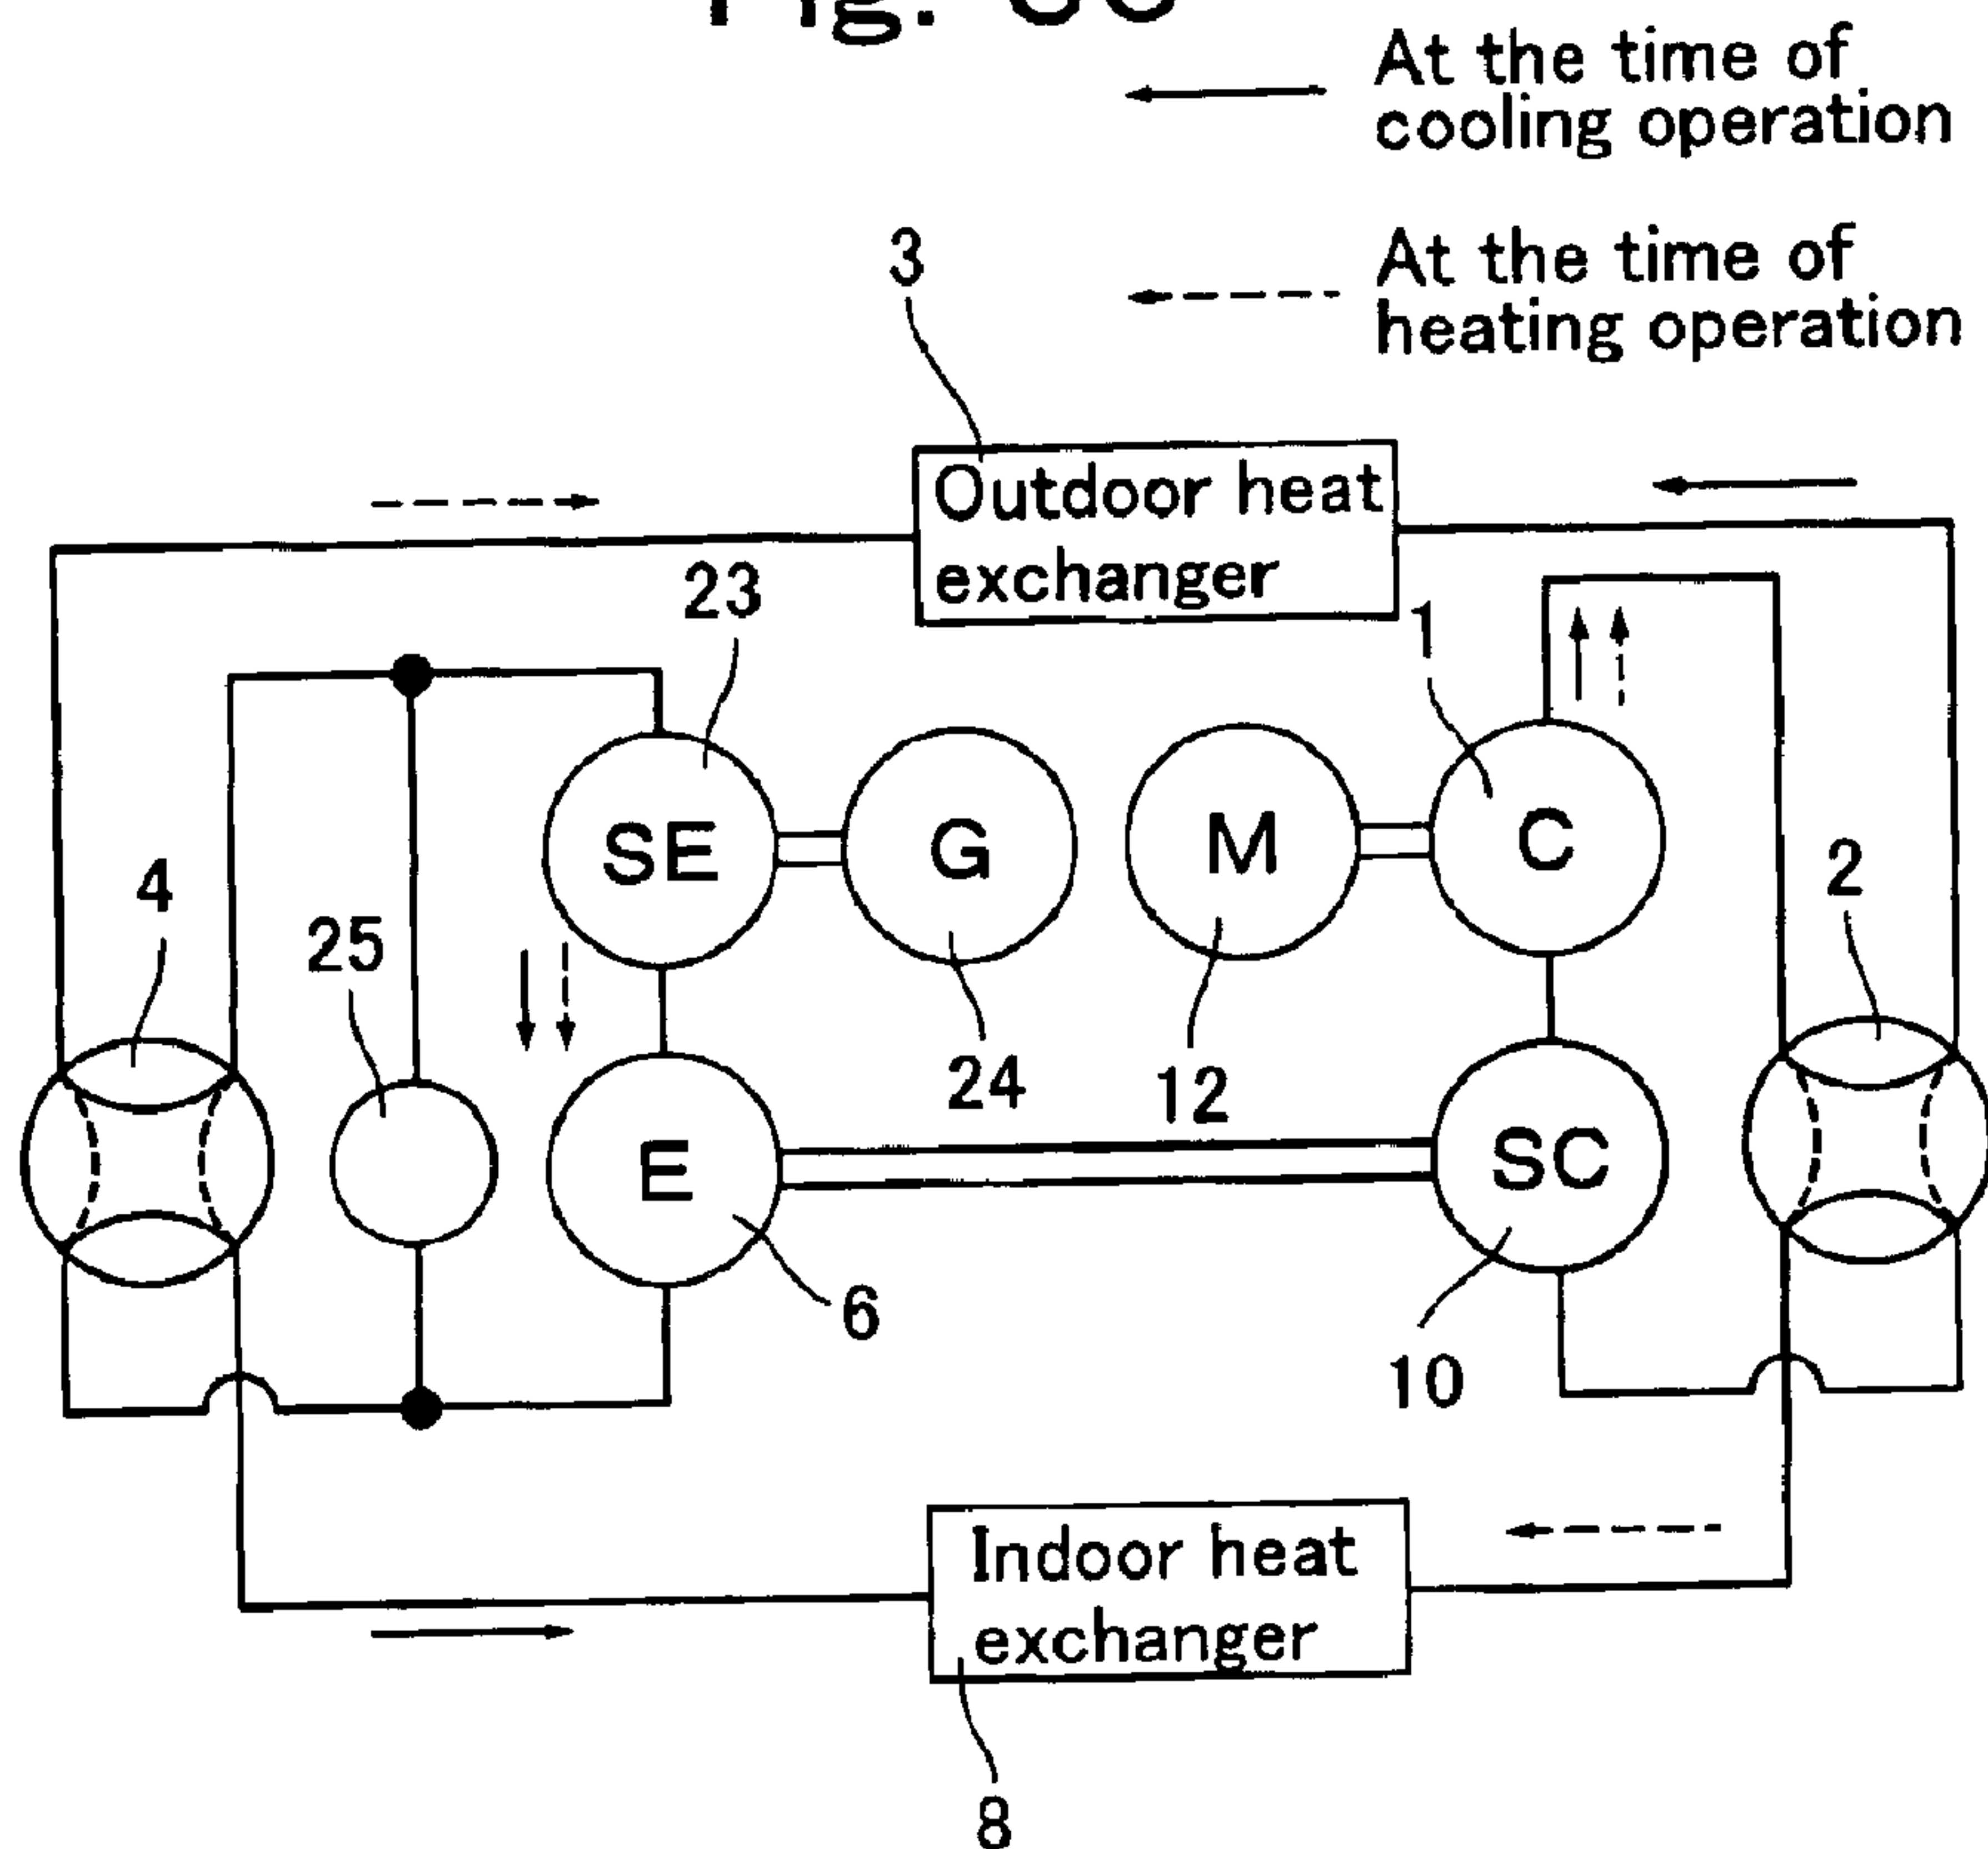 At the time of
cooling operation
At the time of
heating operation
3
Outdoor heat
exchanger
23
1
SE
G
M
C
4
2
25
24
12
E
SC
6
10
Indoor heat
exchanger
8